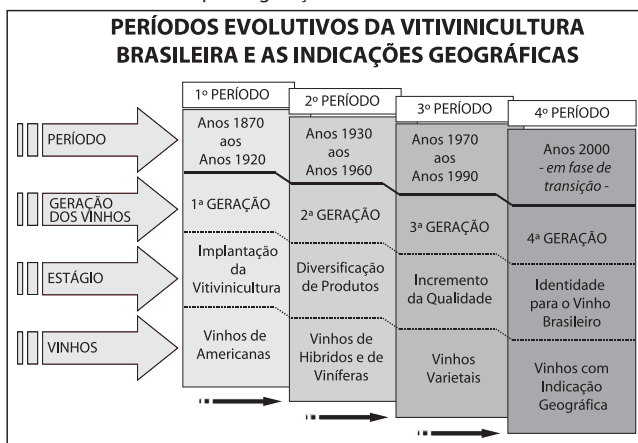 PERÍODOS EVOLUTIVOS DA VITIVINICULTURA
BRASILEIRA E AS INDICAÇÕES GEOGRÁFICAS
1º PERÍODO
2º PERÍODO
3º PERÍODO
4º PERÍODO
PERÍODO
Anos 1870
aos
Anos 1920
Anos 1930
aos
Anos 1960
Anos 1970
aos
Anos 1990
Anos 2000
- em fase de
transição -
GERAÇÃO
DOS VINHOS
1ª GERAÇÃO
2ª GERAÇÃO
3ª GERAÇÃO
4ª GERAÇÃO
ESTÁGIO
Implantação
da
Vitivinicultura
Diversificação
de Produtos
Incremento
da Qualidade
Identidade
para o Vinho
Brasileiro
VINHOS
Vinhos de
Americanas
Vinhos de
Hibridos e de
Viníferas
Vinhos
Varietais
Vinhos com
Indicação
Geográfica